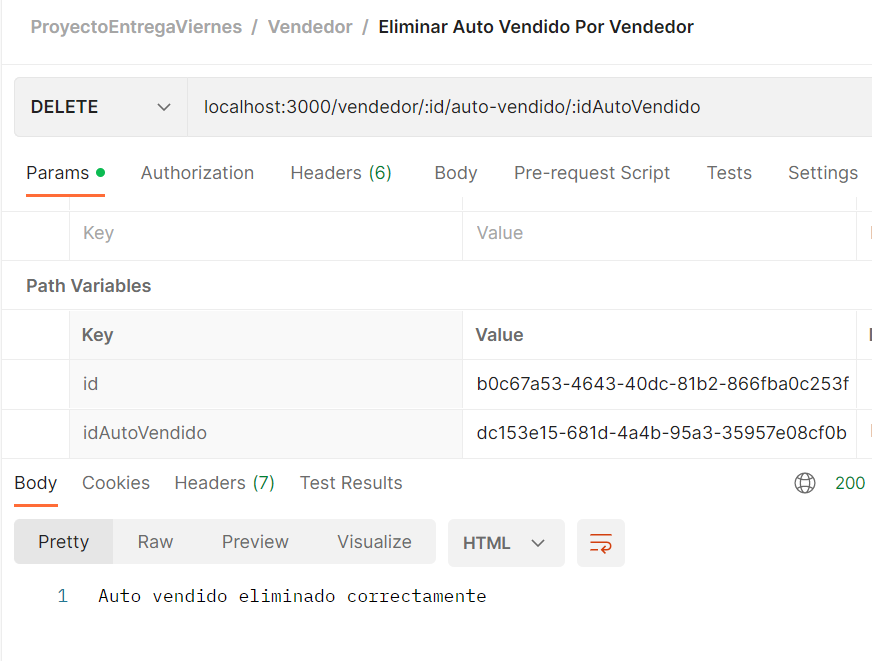 ProyectoEntregaViernes / Vendedor / Eliminar Auto Vendido Por Vendedor
DELETE localhost:3000/vendedor/:id/auto-vendido/:idAutoVendido
Params Authorization Headers (6) Body Pre-request Script Tests Settings
Key Value
Path Variables
Key Value
id b0c67a53-4643-40dc-81b2-866fba0c253f
idAutoVendido dc153e15-681d-4a4b-95a3-35957e08cf0b
Body Cookies Headers (7) Test Results 200
Pretty Raw Preview Visualize HTML
1 Auto vendido eliminado correctamente